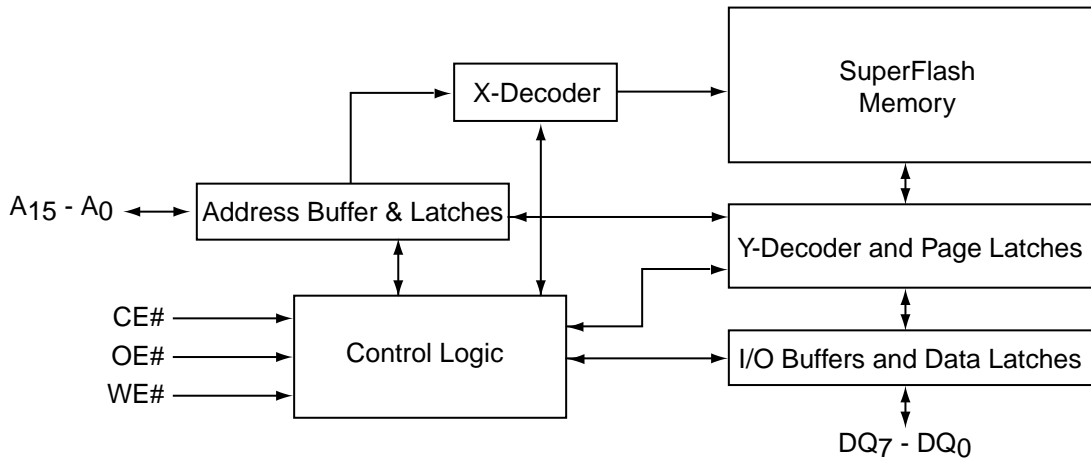 SuperFlash
Memory
X-Decoder
A15 - A0
Address Buffer & Latches
Y-Decoder and Page Latches
CE#
OE#
WE#
Control Logic
I/O Buffers and Data Latches
DQ7 - DQ0